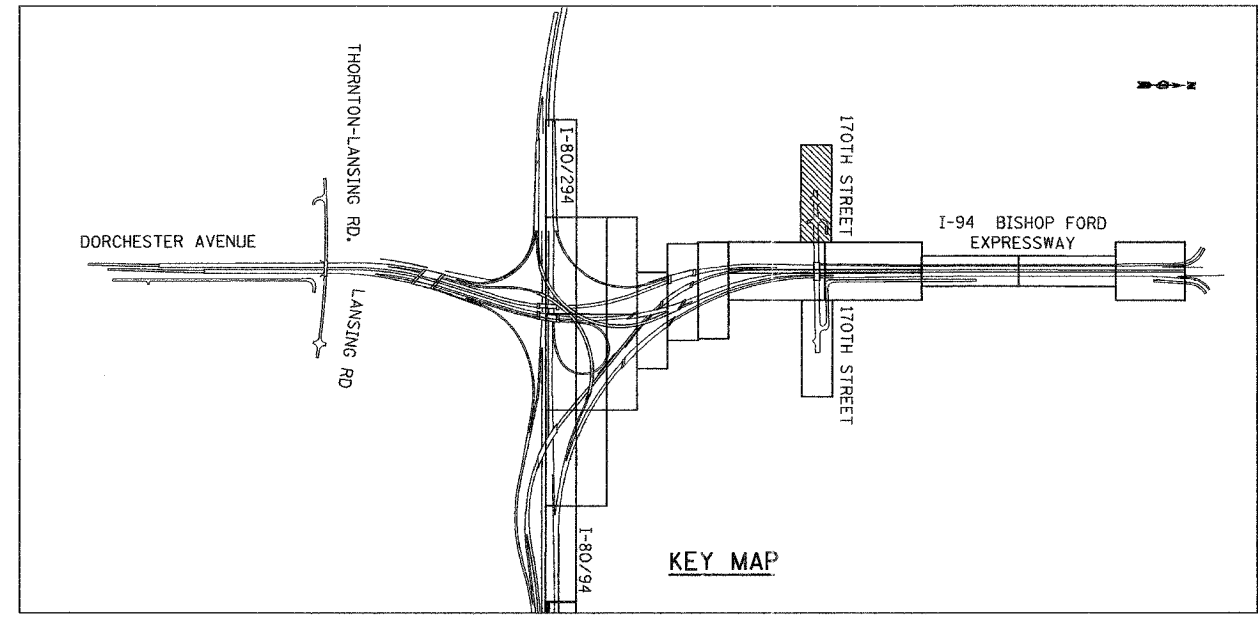 THORNTON-LANSING RD.
I-80/294
170TH STREET
N
I-94 BISHOP FORD
EXPRESSWAY
DORCHESTER AVENUE
LANSING RD
170TH STREET
I-80/94
KEY MAP